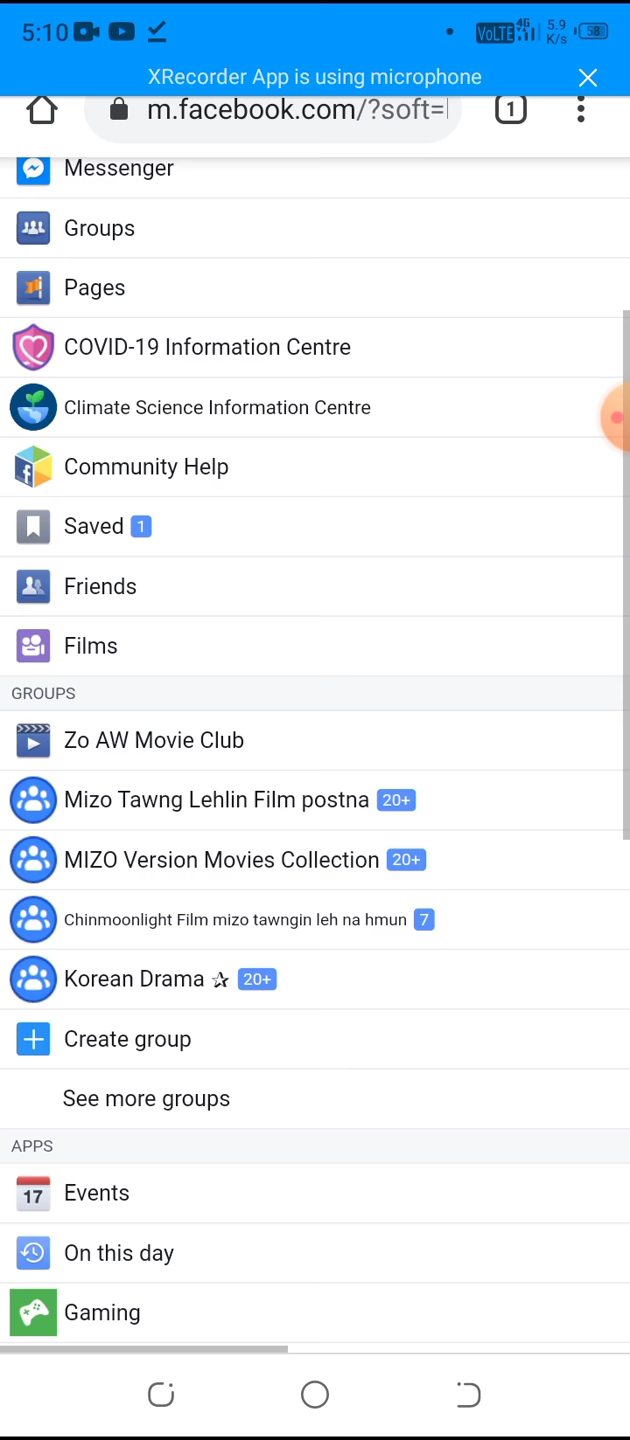 5:10
VoLTE 4G 5.9 K/s 58
XRecorder App is using microphone
m.facebook.com/?soft=
1
Messenger
Groups
Pages
COVID-19 Information Centre
Climate Science Information Centre
Community Help
Saved 1
Friends
Films
GROUPS
Zo AW Movie Club
Mizo Tawng Lehlin Film postna 20+
MIZO Version Movies Collection 20+
Chinmoonlight Film mizo tawngin leh na hmun 7
Korean Drama ✰ 20+
Create group
See more groups
APPS
17 Events
On this day
Gaming